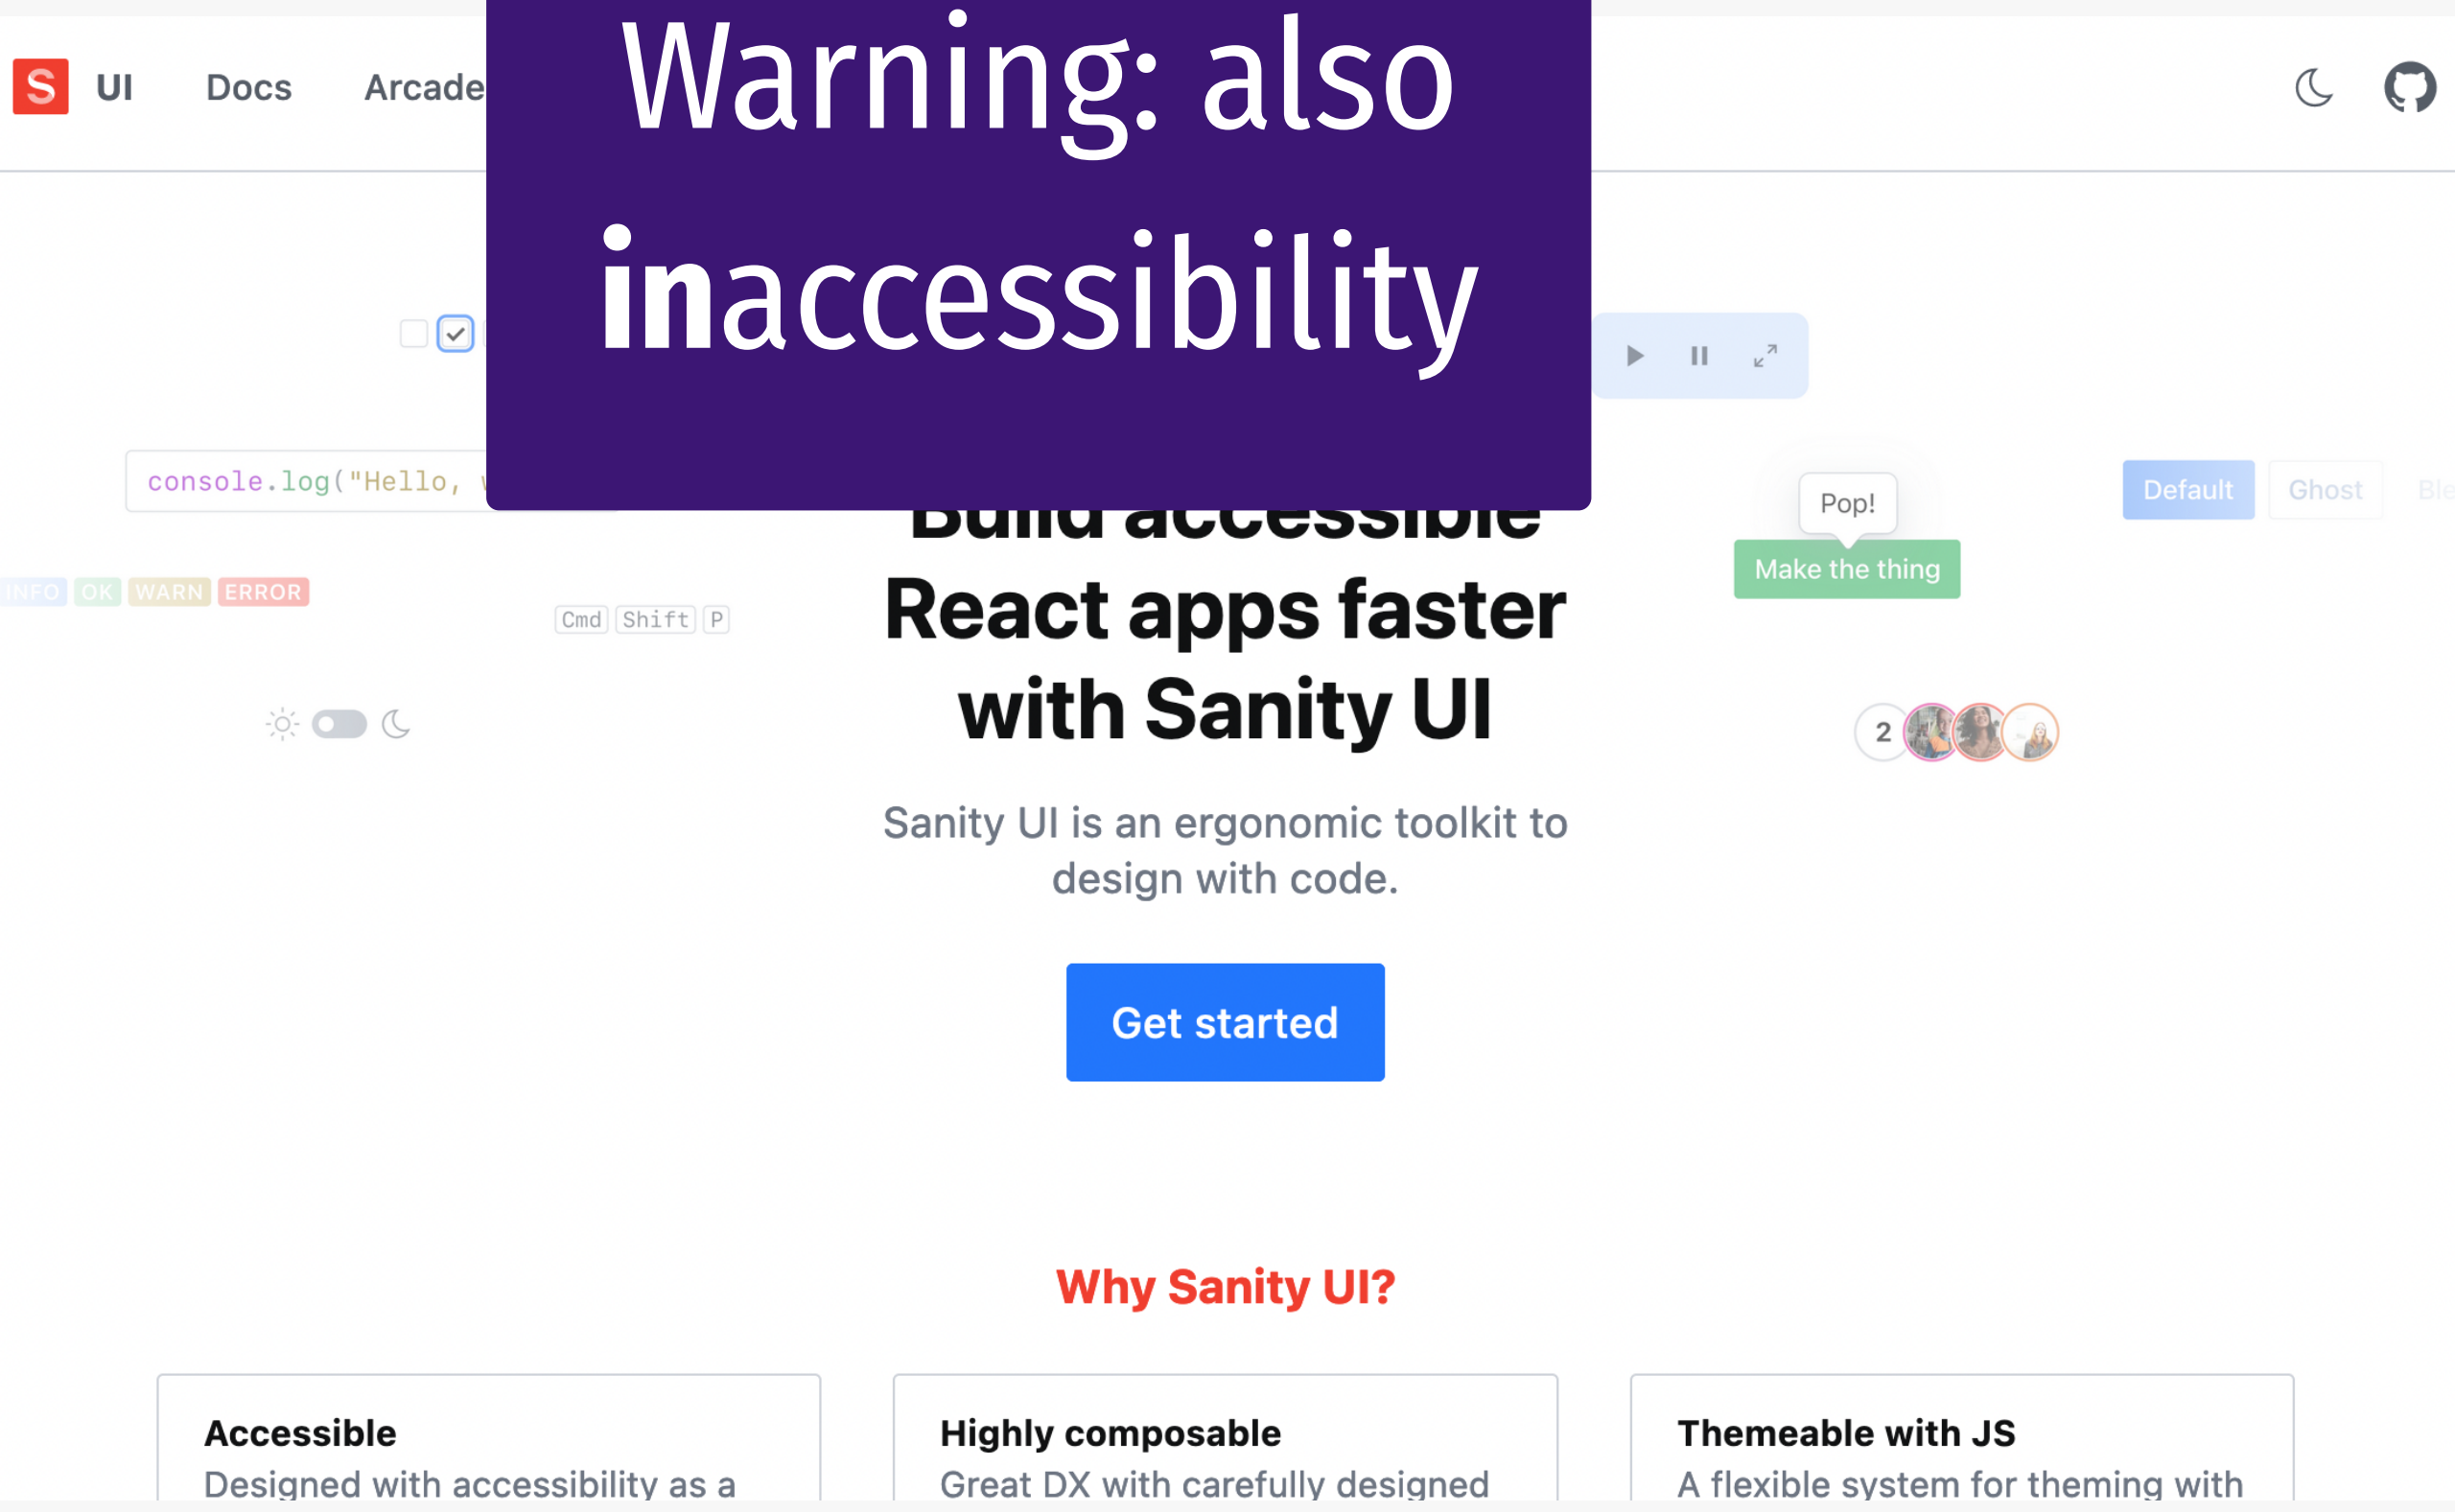 Warning: also
inaccessibility
S UI Docs Arcade
console.log("Hello,
Pop!
Default Ghost
Make the thing
INFO OK WARN ERROR
Cmd Shift P
Build accessible
React apps faster
with Sanity UI
2
Sanity UI is an ergonomic toolkit to
design with code.
Get started
Why Sanity UI?
Accessible
Designed with accessibility as a
Highly composable
Great DX with carefully designed
Themeable with JS
A flexible system for theming with